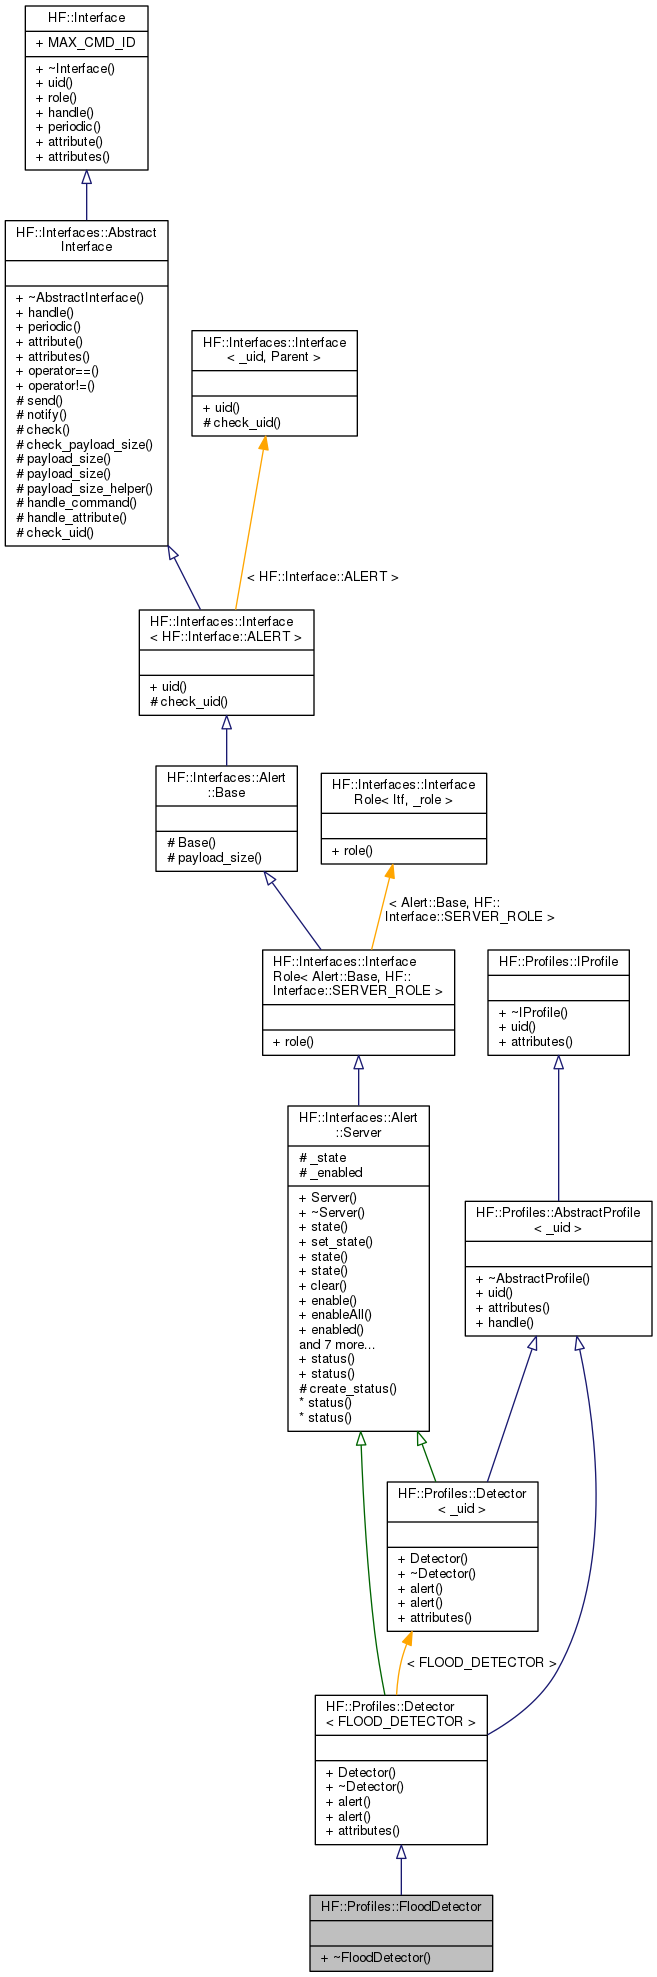 HF::Interface
+ MAX_CMD_ID
+ ~Interface()
+ uid()
+ role()
+ handle()
+ periodic()
+ attribute()
+ attributes()
HF::Interfaces::Abstract
Interface
+ ~AbstractInterface()
+ handle()
+ periodic()
+ attribute()
+ attributes()
+ operator==()
+ operator!=()
# send()
# notify()
# check()
# check_payload_size()
# payload_size()
# payload_size()
# payload_size_helper()
# handle_command()
# handle_attribute()
# check_uid()
HF::Interfaces::Interface
< _uid, Parent >
+ uid()
# check_uid()
< HF::Interface::ALERT >
HF::Interfaces::Interface
< HF::Interface::ALERT >
+ uid()
# check_uid()
HF::Interfaces::Alert
::Base
# Base()
# payload_size()
HF::Interfaces::Interface
Role< Itf, _role >
+ role()
< Alert::Base, HF::
Interface::SERVER_ROLE >
HF::Interfaces::Interface
Role< Alert::Base, HF::
Interface::SERVER_ROLE >
+ role()
HF::Profiles::IProfile
+ ~IProfile()
+ uid()
+ attributes()
HF::Interfaces::Alert
::Server
# _state
# _enabled
+ Server()
+ ~Server()
+ state()
+ set_state()
+ state()
+ state()
+ clear()
+ enable()
+ enableAll()
+ enabled()
and 7 more...
+ status()
+ status()
# create_status()
* status()
* status()
HF::Profiles::AbstractProfile
< _uid >
+ ~AbstractProfile()
+ uid()
+ attributes()
+ handle()
HF::Profiles::Detector
< _uid >
+ Detector()
+ ~Detector()
+ alert()
+ alert()
+ attributes()
< FLOOD_DETECTOR >
HF::Profiles::Detector
< FLOOD_DETECTOR >
+ Detector()
+ ~Detector()
+ alert()
+ alert()
+ attributes()
HF::Profiles::FloodDetector
+ ~FloodDetector()